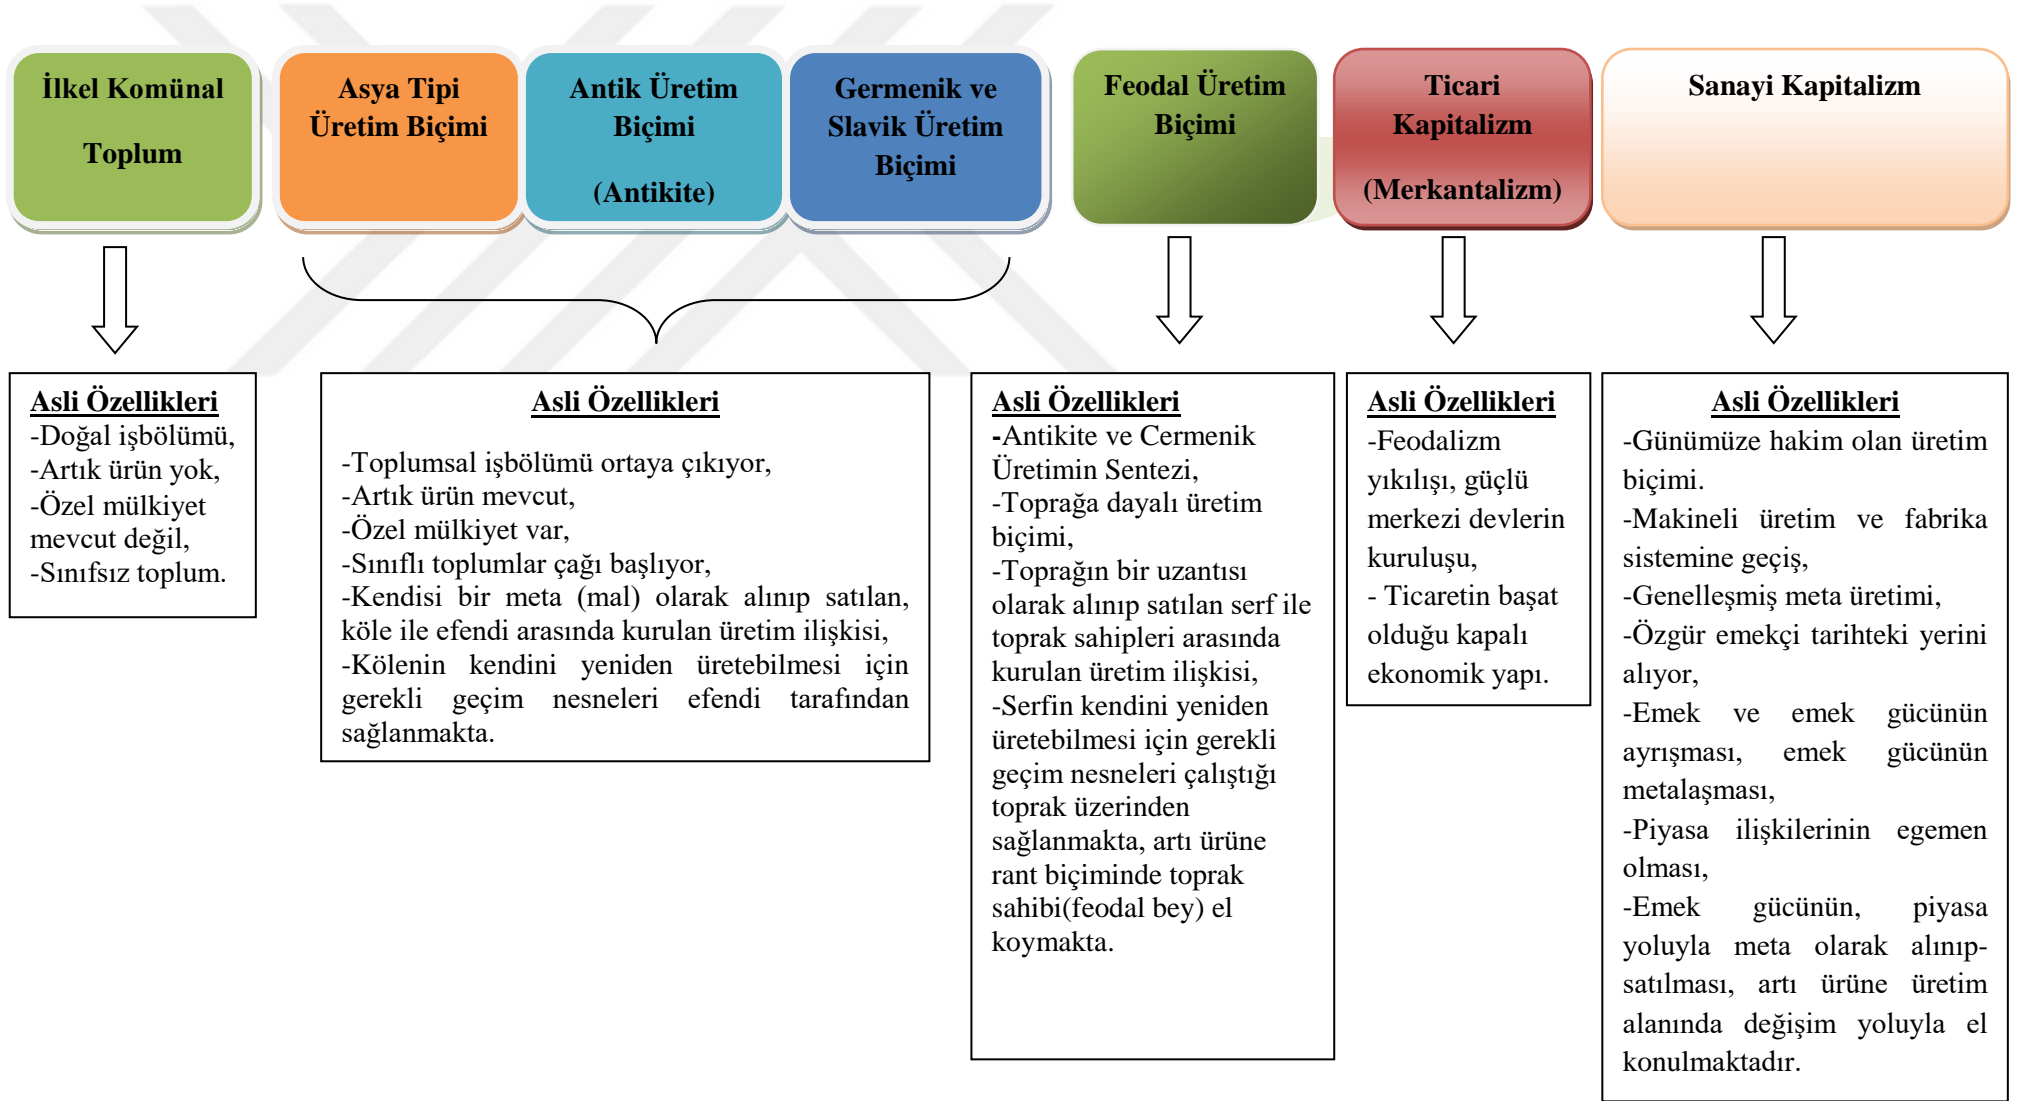 İlkel Komünal
Toplum
Asya Tipi
Üretim Biçimi
Antik Üretim
Biçimi
(Antikite)
Germenik ve
Slavik Üretim
Biçimi
Feodal Üretim
Biçimi
Ticari
Kapitalizm
(Merkantalizm)
Sanayi Kapitalizm
Asli Özellikleri
-Doğal işbölümü,
-Artık ürün yok,
-Özel mülkiyet
mevcut değil,
-Sınıfsız toplum.
Asli Özellikleri
-Toplumsal işbölümü ortaya çıkıyor,
-Artık ürün mevcut,
-Özel mülkiyet var,
-Sınıflı toplumlar çağı başlıyor,
-Kendisi bir meta (mal) olarak alınıp satılan,
köle ile efendi arasında kurulan üretim ilişkisi,
-Kölenin kendini yeniden üretebilmesi için
gerekli geçim nesneleri efendi tarafından
sağlanmakta.
Asli Özellikleri
-Antikite ve Cermenik
Üretimin Sentezi,
-Toprağa dayalı üretim
biçimi,
-Toprağın bir uzantısı
olarak alınıp satılan serf ile
toprak sahipleri arasında
kurulan üretim ilişkisi,
-Serfin kendini yeniden
üretebilmesi için gerekli
geçim nesneleri çalıştığı
toprak üzerinden
sağlanmakta, artı ürüne
rant biçiminde toprak
sahibi(feodal bey) el
koymakta.
Asli Özellikleri
-Feodalizm
yıkılışı, güçlü
merkezi devlerin
kuruluşu,
- Ticaretin başat
olduğu kapalı
ekonomik yapı.
Asli Özellikleri
-Günümüze hakim olan üretim
biçimi.
-Makineli üretim ve fabrika
sistemine geçiş,
-Genelleşmiş meta üretimi,
-Özgür emekçi tarihteki yerini
alıyor,
-Emek ve emek gücünün
ayrışması, emek gücünün
metalaşması,
-Piyasa ilişkilerinin egemen
olması,
-Emek gücünün, piyasa
yoluyla meta olarak alınıp-
satılması, artı ürüne üretim
alanında değişim yoluyla el
konulmaktadır.